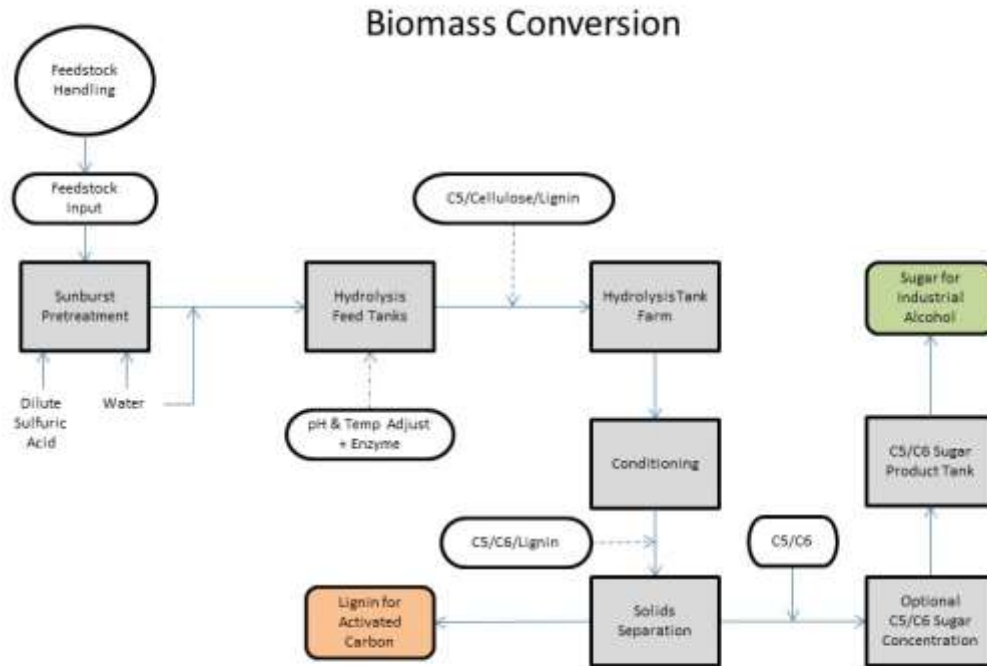 Biomass Conversion
Feedstock
Handling
Feedstock
Input
C5/Cellulose/Lignin
Sunburst
Pretreatment
Hydrolysis
Feed Tanks
Hydrolysis Tank
Farm
Sugar for
Industrial
Alcohol
Dilute
Sulfuric
Acid
Water
pH & Temp Adjust
+ Enzyme
Conditioning
C5/C6 Sugar
Product Tank
C5/C6/Lignin
C5/C6
Lignin for
Activated
Carbon
Solids
Separation
Optional
C5/C6 Sugar
Concentration